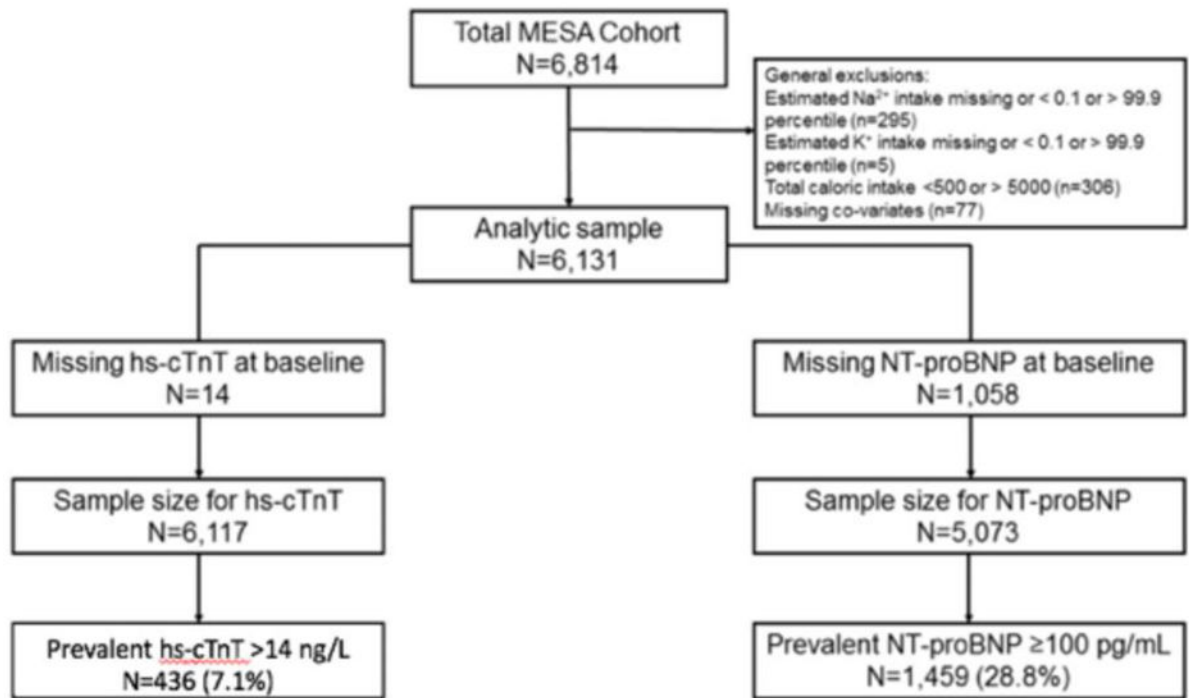 Total MESA Cohort
N=6,814
General exclusions:
Estimated Na²⁺ intake missing or < 0.1 or > 99.9
percentile (n=295)
Estimated K⁺ intake missing or < 0.1 or > 99.9
percentile (n=5)
Total caloric intake <500 or > 5000 (n=306)
Missing co-variates (n=77)
Analytic sample
N=6,131
Missing hs-cTnT at baseline
N=14
Missing NT-proBNP at baseline
N=1,058
Sample size for hs-cTnT
N=6,117
Sample size for NT-proBNP
N=5,073
Prevalent hs-cTnT >14 ng/L
N=436 (7.1%)
Prevalent NT-proBNP ≥100 pg/mL
N=1,459 (28.8%)